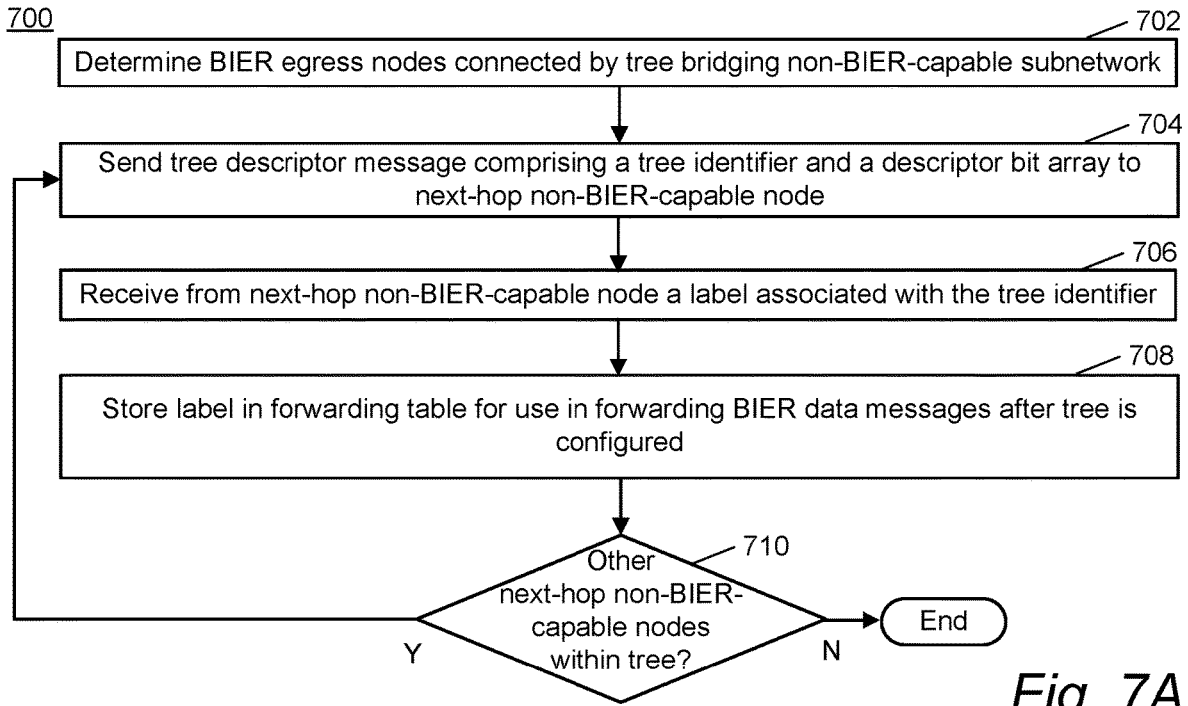 700
702
Determine BIER egress nodes connected by tree bridging non-BIER-capable subnetwork
704
Send tree descriptor message comprising a tree identifier and a descriptor bit array to
next-hop non-BIER-capable node
706
Receive from next-hop non-BIER-capable node a label associated with the tree identifier
708
Store label in forwarding table for use in forwarding BIER data messages after tree is
configured
710
Other
next-hop non-BIER-
capable nodes
within tree?
Y
N
End
Fig. 7A